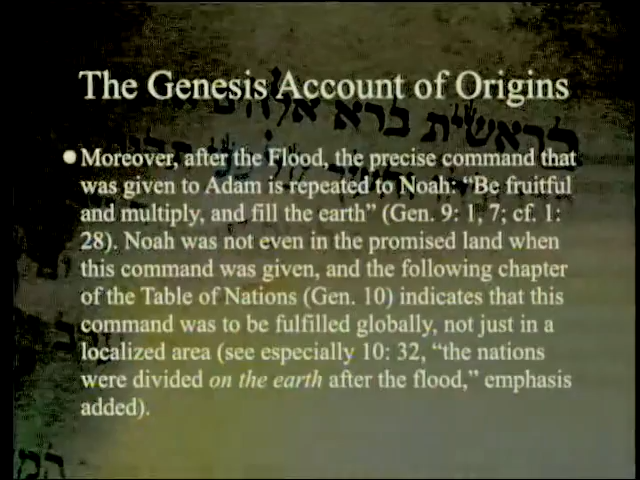 The Genesis Account of Origins
בראשית ברא אלהים
Moreover, after the Flood, the precise command that
was given to Adam is repeated to Noah: “Be fruitful
and multiply, and fill the earth” (Gen. 9: 1, 7; cf. 1:
28). Noah was not even in the promised land when
this command was given, and the following chapter
of the Table of Nations (Gen. 10) indicates that this
command was to be fulfilled globally, not just in a
localized area (see especially 10: 32, “the nations
were divided on the earth after the flood,” emphasis
added).